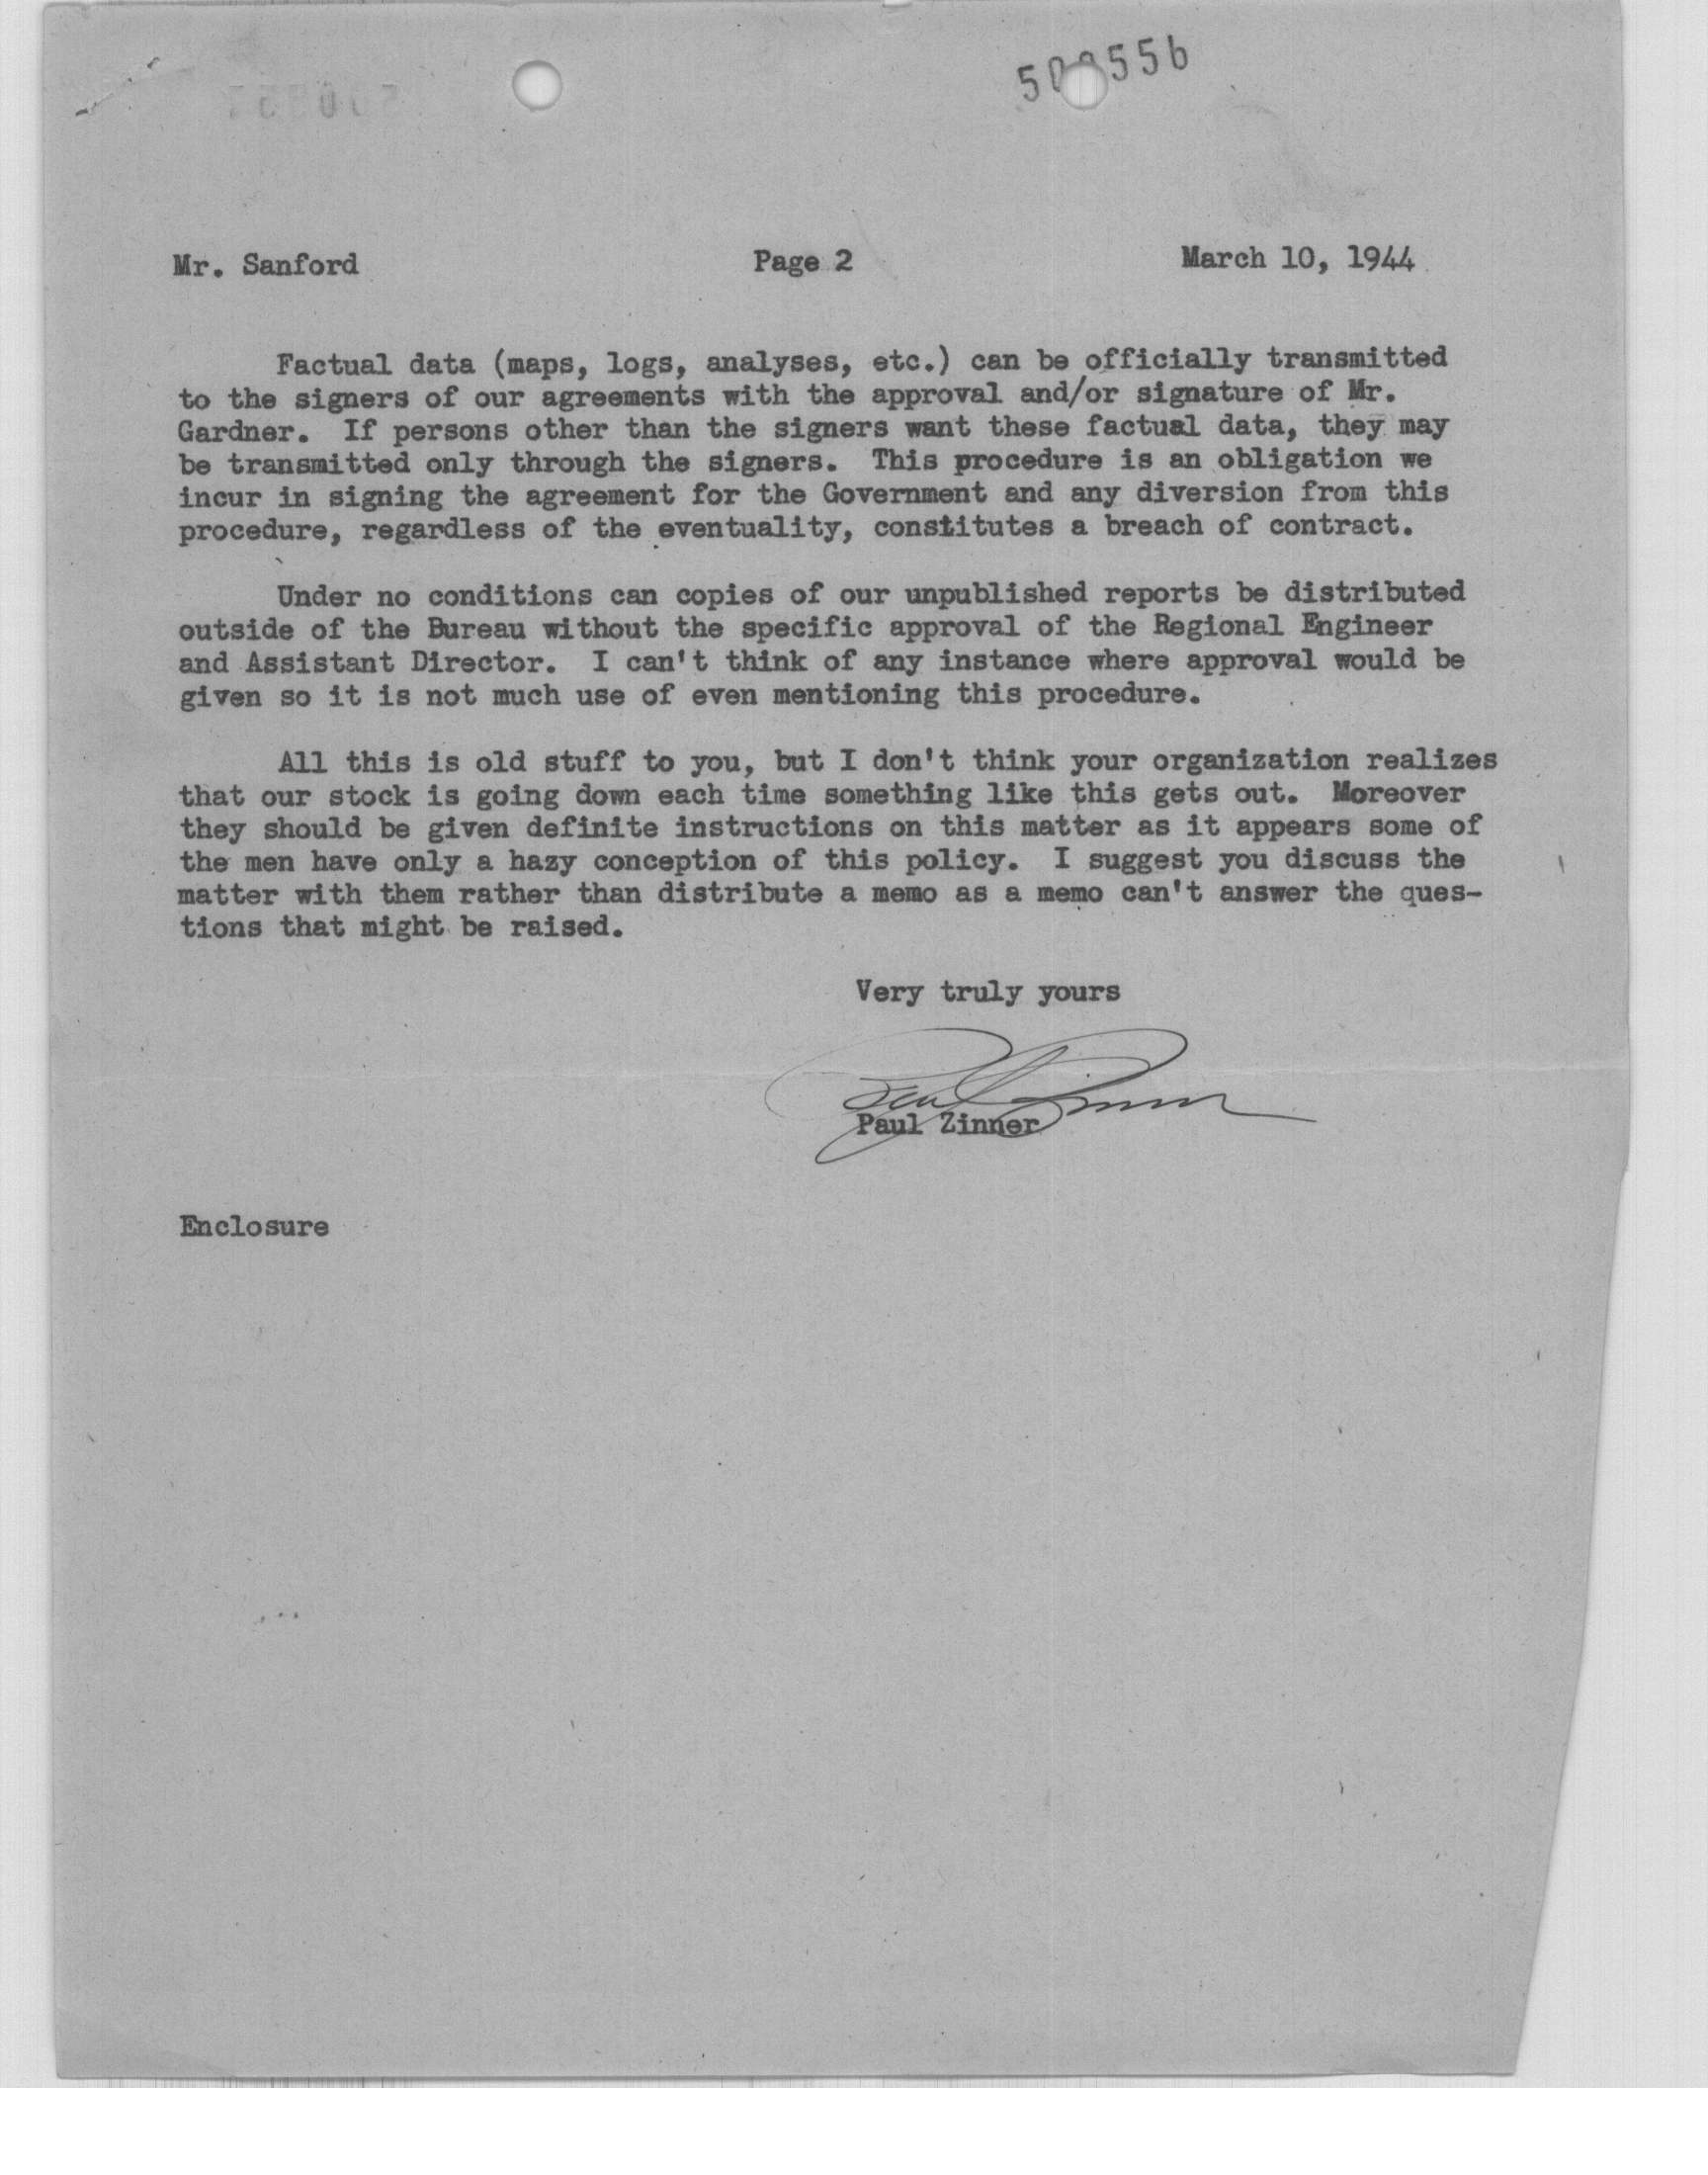 Mr. Sanford Page 2 March 10, 1944
Factual data (maps, logs, analyses, etc.) can be officially transmitted
to the signers of our agreements with the approval and/or signature of Mr.
Gardner. If persons other than the signers want these factual data, they may
be transmitted only through the signers. This procedure is an obligation we
incur in signing the agreement for the Government and any diversion from this
procedure, regardless of the eventuality, constitutes a breach of contract.
Under no conditions can copies of our unpublished reports be distributed
outside of the Bureau without the specific approval of the Regional Engineer
and Assistant Director. I can't think of any instance where approval would be
given so it is not much use of even mentioning this procedure.
All this is old stuff to you, but I don't think your organization realizes
that our stock is going down each time something like this gets out. Moreover
they should be given definite instructions on this matter as it appears some of
the men have only a hazy conception of this policy. I suggest you discuss the
matter with them rather than distribute a memo as a memo can't answer the ques-
tions that might be raised.
Very truly yours
Paul Zinner
Paul Zinner
Enclosure